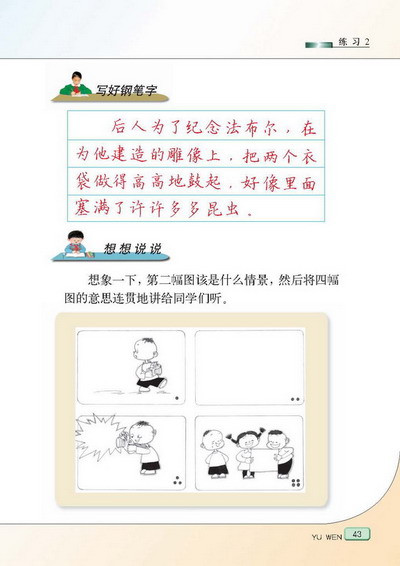 练习2
写好钢笔字
后人为了纪念法布尔，在
为他建造的雕像上，把两个衣
袋做得高高地鼓起，好像里面
塞满了许许多多昆虫。
想想说说
想象一下，第二幅图该是什么情景，然后将四幅
图的意思连贯地讲给同学们听。
YU WEN 43